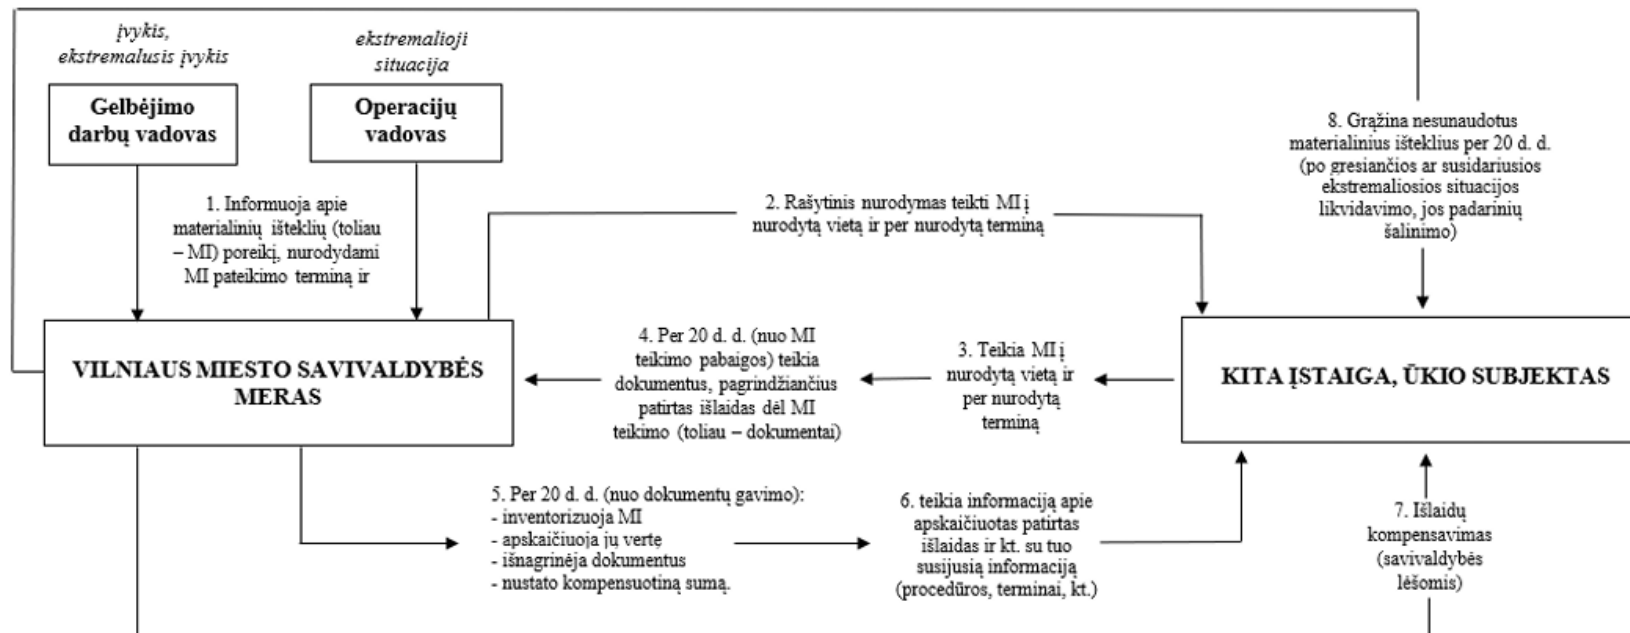 įvykis,
ekstremalusis įvykis
Gelbėjimo
darbų vadovas
ekstremalioji
situacija
Operacijų
vadovas
1. Informuoja apie
materialinių išteklių (toliau
– MI) poreikį, nurodydami
MI pateikimo terminą ir
2. Rašytinis nurodymas teikti MI į
nurodytą vietą ir per nurodytą terminą
8. Grąžina nesunaudotus
materialinius išteklius per 20 d. d.
(po gresiančios ar susidariusios
ekstremaliosios situacijos
likvidavimo, jos padarinių
šalinimo)
VILNIAUS MIESTO SAVIVALDYBĖS
MERAS
4. Per 20 d. d. (nuo MI
teikimo pabaigos) teikia
dokumentus, pagrindžiančius
patirtas išlaidas dėl MI
teikimo (toliau – dokumentai)
3. Teikia MI į
nurodytą vietą ir
per nurodytą
terminą
KITA ĮSTAIGA, ŪKIO SUBJEKTAS
5. Per 20 d. d. (nuo dokumentų gavimo):
- inventorizuoja MI
- apskaičiuoja jų vertę
- išnagrinėja dokumentus
- nustato kompensuotiną sumą.
6. teikia informaciją apie
apskaičiuotas patirtas
išlaidas ir kt. su tuo
susijusią informaciją
(procedūros, terminai, kt.)
7. Išlaidų
kompensavimas
(savivaldybės
lėšomis)